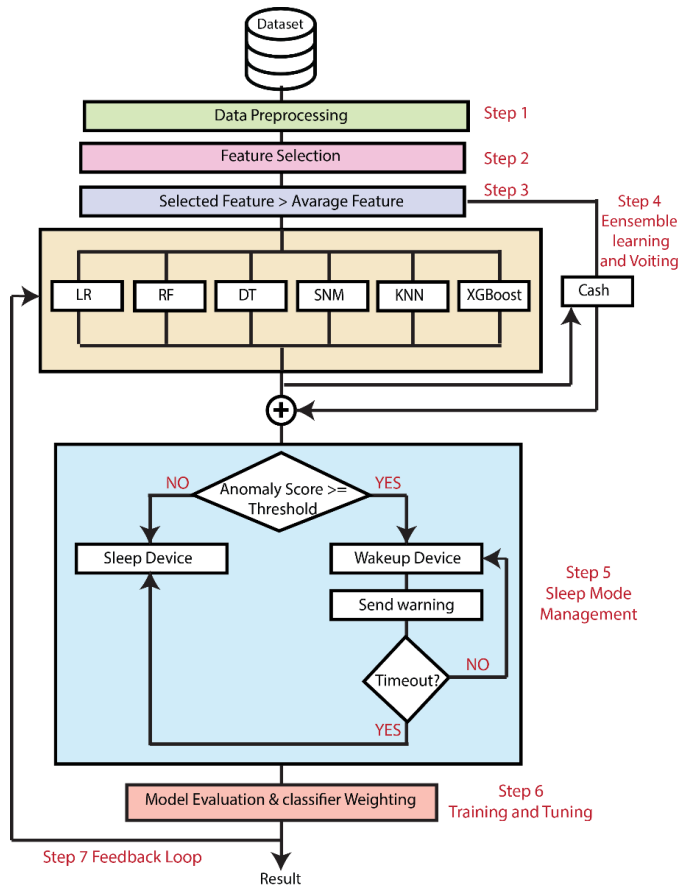 Dataset
Data Preprocessing
Step 1
Feature Selection
Step 2
Selected Feature > Avarage Feature
Step 3
Step 4
Eensemble
learning
and Voiting
LR
RF
DT
SNM
KNN
XGBoost
Cash
+
NO
Anomaly Score >=
Threshold
YES
Sleep Device
Wakeup Device
Send warning
Step 5
Sleep Mode
Management
Timeout?
NO
YES
Model Evaluation & classifier Weighting
Step 6
Training and Tuning
Step 7 Feedback Loop
Result